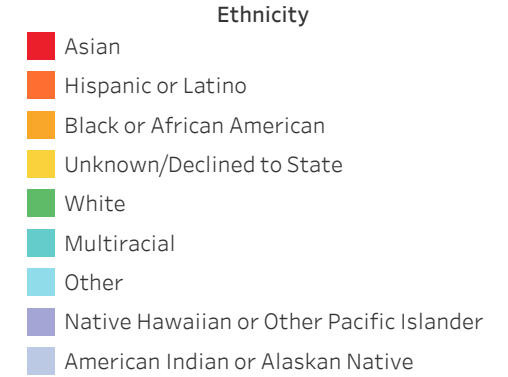 Ethnicity
Asian
Hispanic or Latino
Black or African American
Unknown/Declined to State
White
Multiracial
Other
Native Hawaiian or Other Pacific Islander
American Indian or Alaskan Native